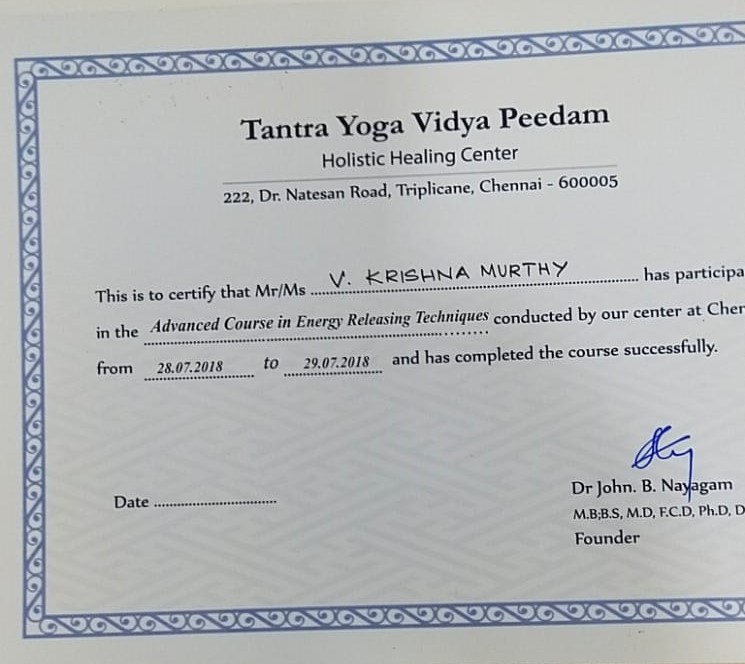 Tantra Yoga Vidya Peedam
Holistic Healing Center
222, Dr. Natesan Road, Triplicane, Chennai - 600005
This is to certify that Mr/Ms V. KRISHNA MURTHY has participa
in the Advanced Course in Energy Releasing Techniques conducted by our center at Cher
from 28.07.2018 to 29.07.2018 and has completed the course successfully.
Date
Dr John. B. Nayagam
M.B;B.S, M.D, F.C.D, Ph.D, D
Founder